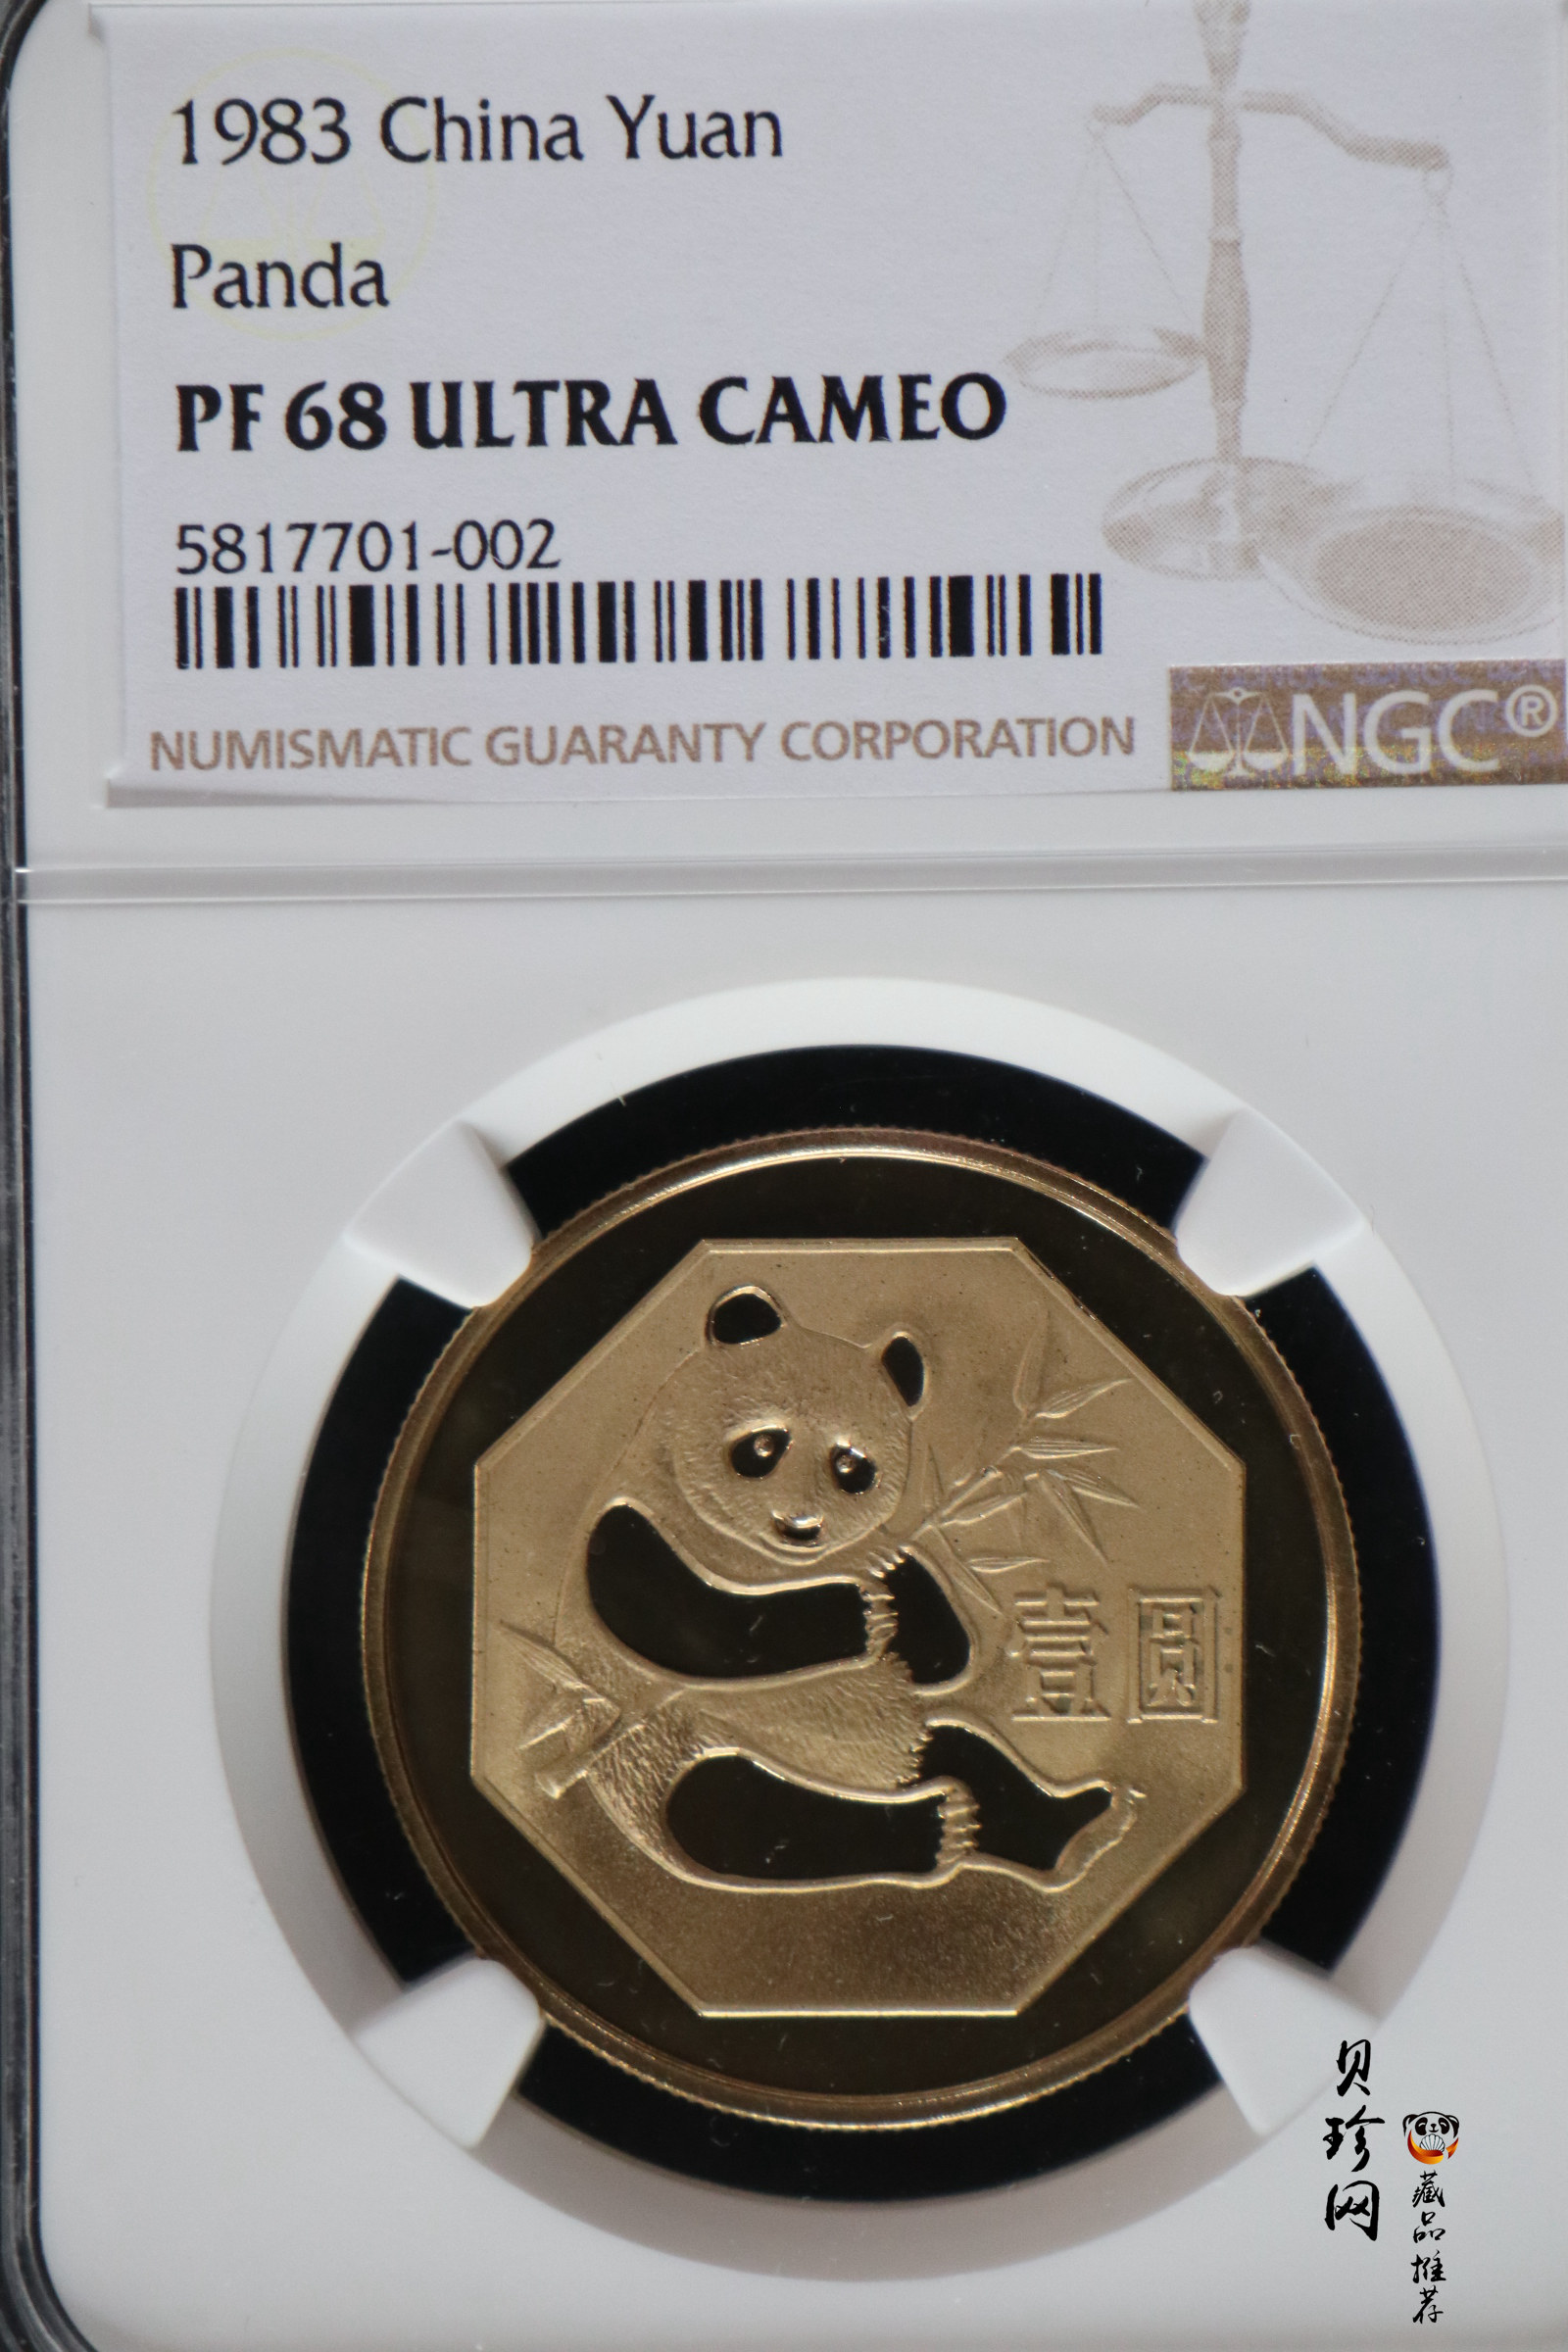 1983 China Yuan
Panda
PF 68 ULTRA CAMEO
5817701-002
NUMISMATIC GUARANTY CORPORATION
NGC®
壹圆
贝珍网
藏品推荐